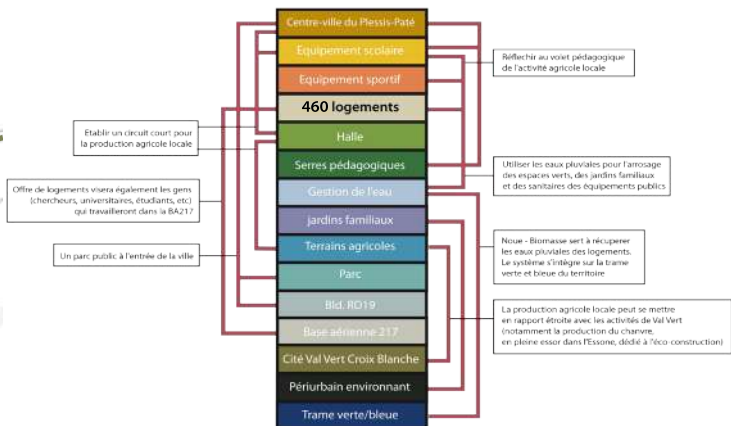 Centre-ville du Plessis-Paté
Equipement scolaire
Equipement sportif
460 logements
Halle
Serres pédagogiques
Gestion de l'eau
jardins familiaux
Terrains agricoles
Parc
Bld. RD19
Base aérienne 217
Cité Val Vert Croix Blanche
Périurbain environnant
Trame verte/bleue
Etablir un circuit court pour
la production agricole locale
Offre de logements visera également les gens
(chercheurs, universitaires, étudiants, etc)
qui travailleront dans la BA217
Un parc public à l'entrée de la ville
Réflechir au volet pédagogique
de l'activité agricole locale
Utiliser les eaux pluviales pour l'arrosage
des espaces verts, des jardins familiaux
et des sanitaires des équipements publics
Noue - Biomasse sert à récuperer
les eaux pluviales des logements.
Le système s'intègre sur la trame
verte et bleue du territoire
La production agricole locale peut se mettre
en rapport étroite avec les activités de Val Vert
(notamment la production du chanvre,
en pleine essor dans l'Essone, dédié à l'éco-construction)